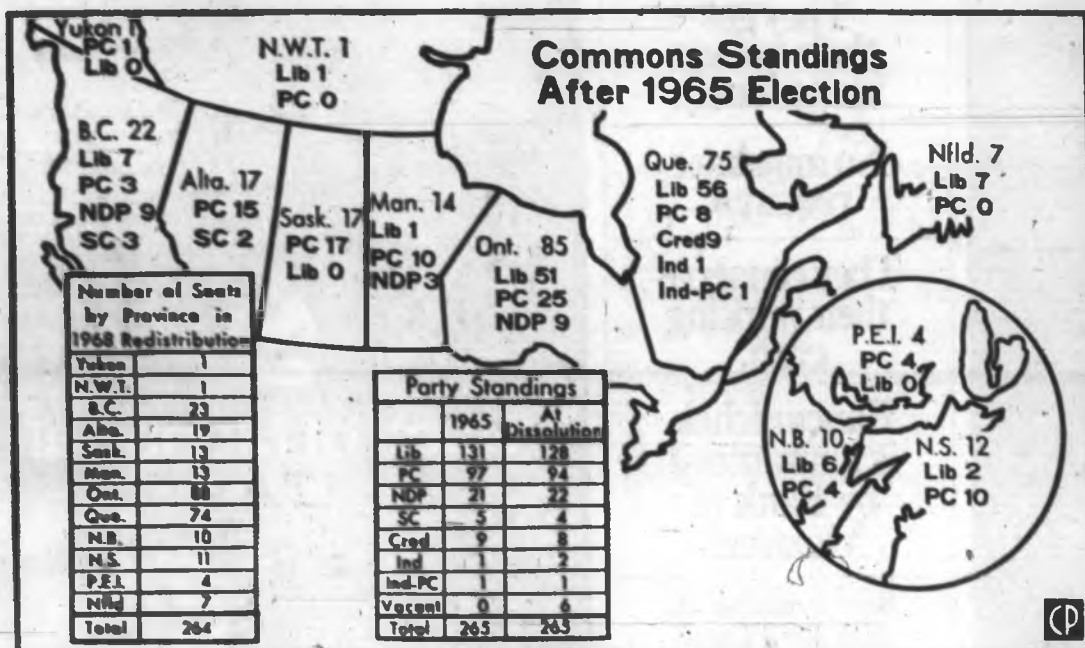 Commons Standings
After 1965 Election
Yukon 1
PC 1
Lib 0
N.W.T. 1
Lib 1
PC 0
B.C. 22
Lib 7
PC 3
NDP 9
SC 3
Alta. 17
PC 15
SC 2
Sask. 17
PC 17
Lib 0
Man. 14
Lib 1
PC 10
NDP 3
Ont. 85
Lib 51
PC 25
NDP 9
Que. 75
Lib 56
PC 8
Cred 9
Ind 1
Ind-PC 1
Nfld. 7
Lib 7
PC 0
P.E.I. 4
PC 4
Lib 0
N.B. 10
Lib 6
PC 4
N.S. 12
Lib 2
PC 10
Number of Seats
by Province in
1968 Redistribution
Yukon 1
N.W.T. 1
B.C. 23
Alta. 19
Sask. 13
Man. 13
Ont. 88
Que. 74
N.B. 10
N.S. 11
P.E.I. 4
Nfld 7
Total 264
Party Standings
1965 At Dissolution
Lib 131 128
PC 97 94
NDP 21 22
SC 5 4
Cred 9 8
Ind 1 2
Ind-PC 1 1
Vacant 0 6
Total 265 265
CP